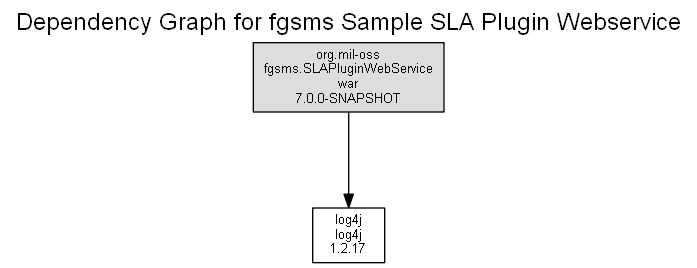 Dependency Graph for fgsms Sample SLA Plugin Webservice
org.mil-oss
fgsms.SLAPluginWebService
war
7.0.0-SNAPSHOT
log4j
log4j
1.2.17